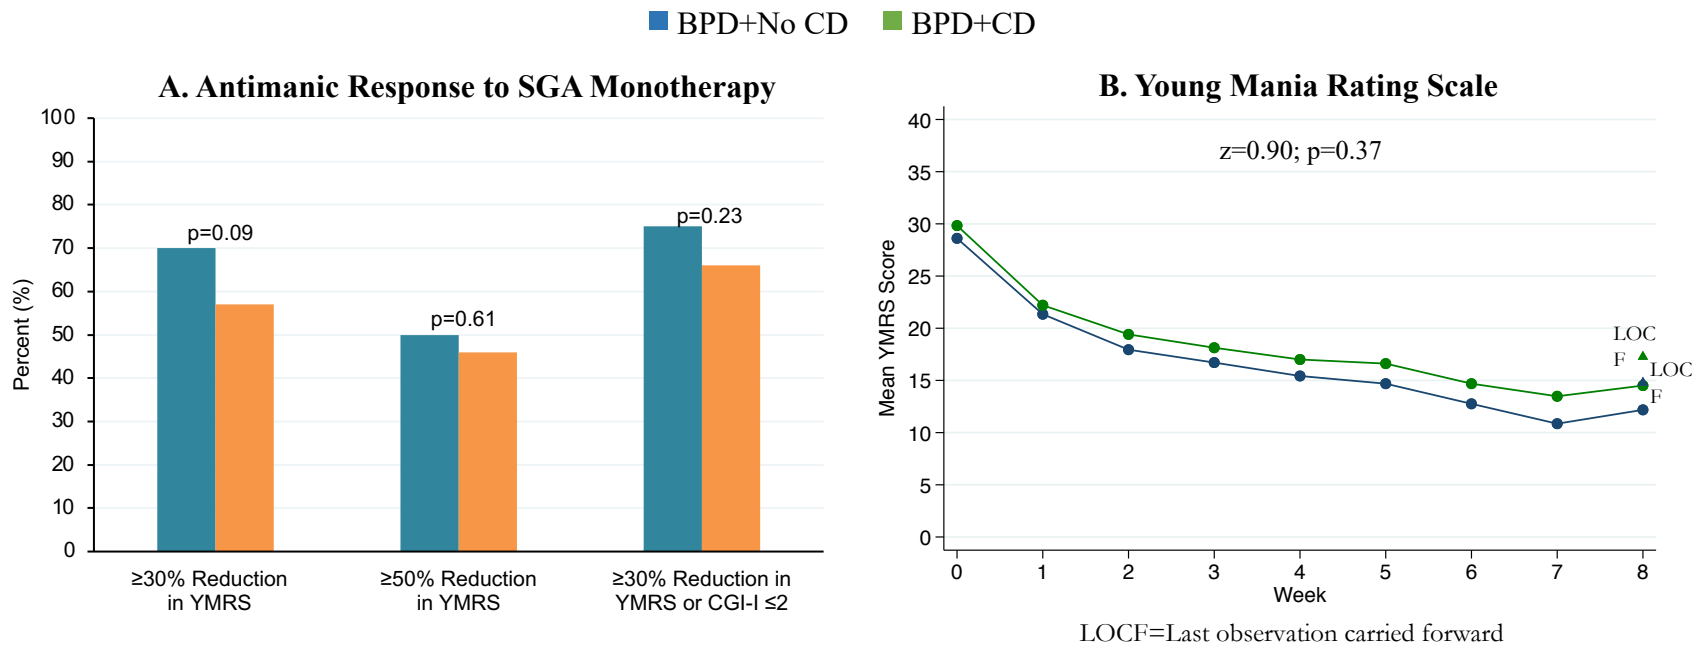 BPD+No CD BPD+CD
A. Antimanic Response to SGA Monotherapy
Percent (%)
100
90
80
70
60
50
40
30
20
10
0
p=0.09
p=0.61
p=0.23
≥30% Reduction
in YMRS
≥50% Reduction
in YMRS
≥30% Reduction in
YMRS or CGI-I ≤2
B. Young Mania Rating Scale
z=0.90; p=0.37
Mean YMRS Score
40
35
30
25
20
15
10
5
0
LOC
F
LOC
F
0 1 2 3 4 5 6 7 8
Week
LOCF=Last observation carried forward